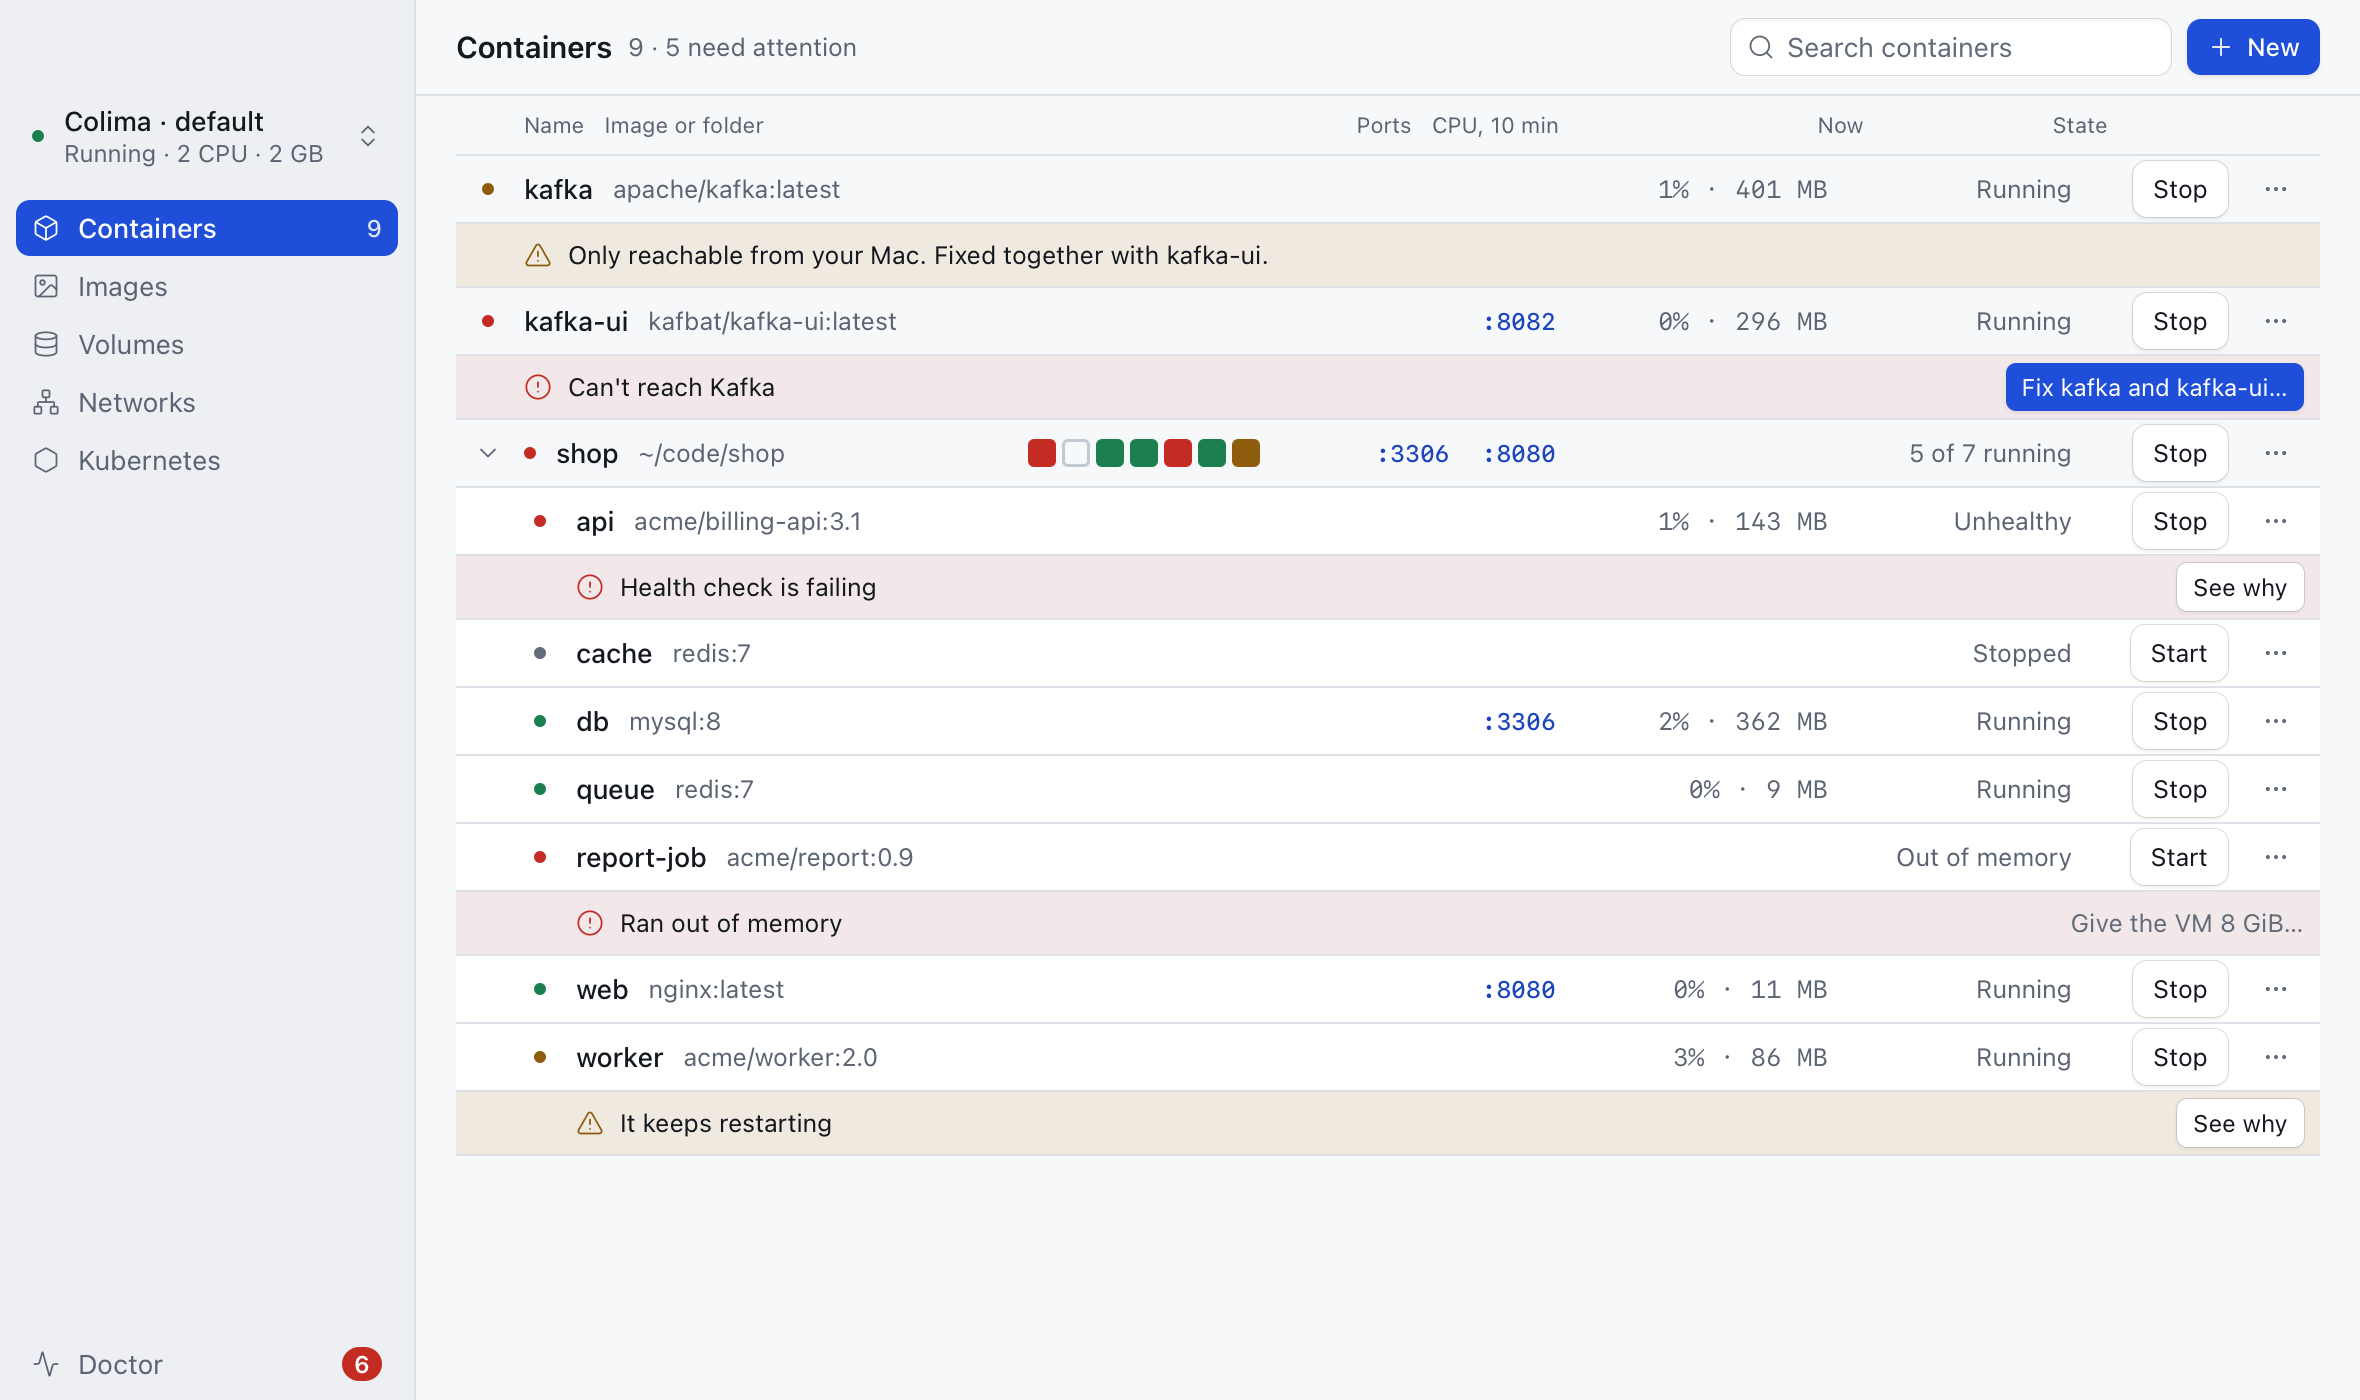 Colima · default
Running · 2 CPU · 2 GB
Containers 9
Images
Volumes
Networks
Kubernetes
Doctor 6
Containers 9 · 5 need attention
Search containers
+ New
Name Image or folder Ports CPU, 10 min Now State
kafka apache/kafka:latest 1% · 401 MB Running Stop ···
Only reachable from your Mac. Fixed together with kafka-ui.
kafka-ui kafbat/kafka-ui:latest :8082 0% · 296 MB Running Stop ···
Can't reach Kafka Fix kafka and kafka-ui...
shop ~/code/shop :3306 :8080 5 of 7 running Stop ···
api acme/billing-api:3.1 1% · 143 MB Unhealthy Stop ···
Health check is failing See why
cache redis:7 Stopped Start ···
db mysql:8 :3306 2% · 362 MB Running Stop ···
queue redis:7 0% · 9 MB Running Stop ···
report-job acme/report:0.9 Out of memory Start ···
Ran out of memory Give the VM 8 GiB...
web nginx:latest :8080 0% · 11 MB Running Stop ···
worker acme/worker:2.0 3% · 86 MB Running Stop ···
It keeps restarting See why